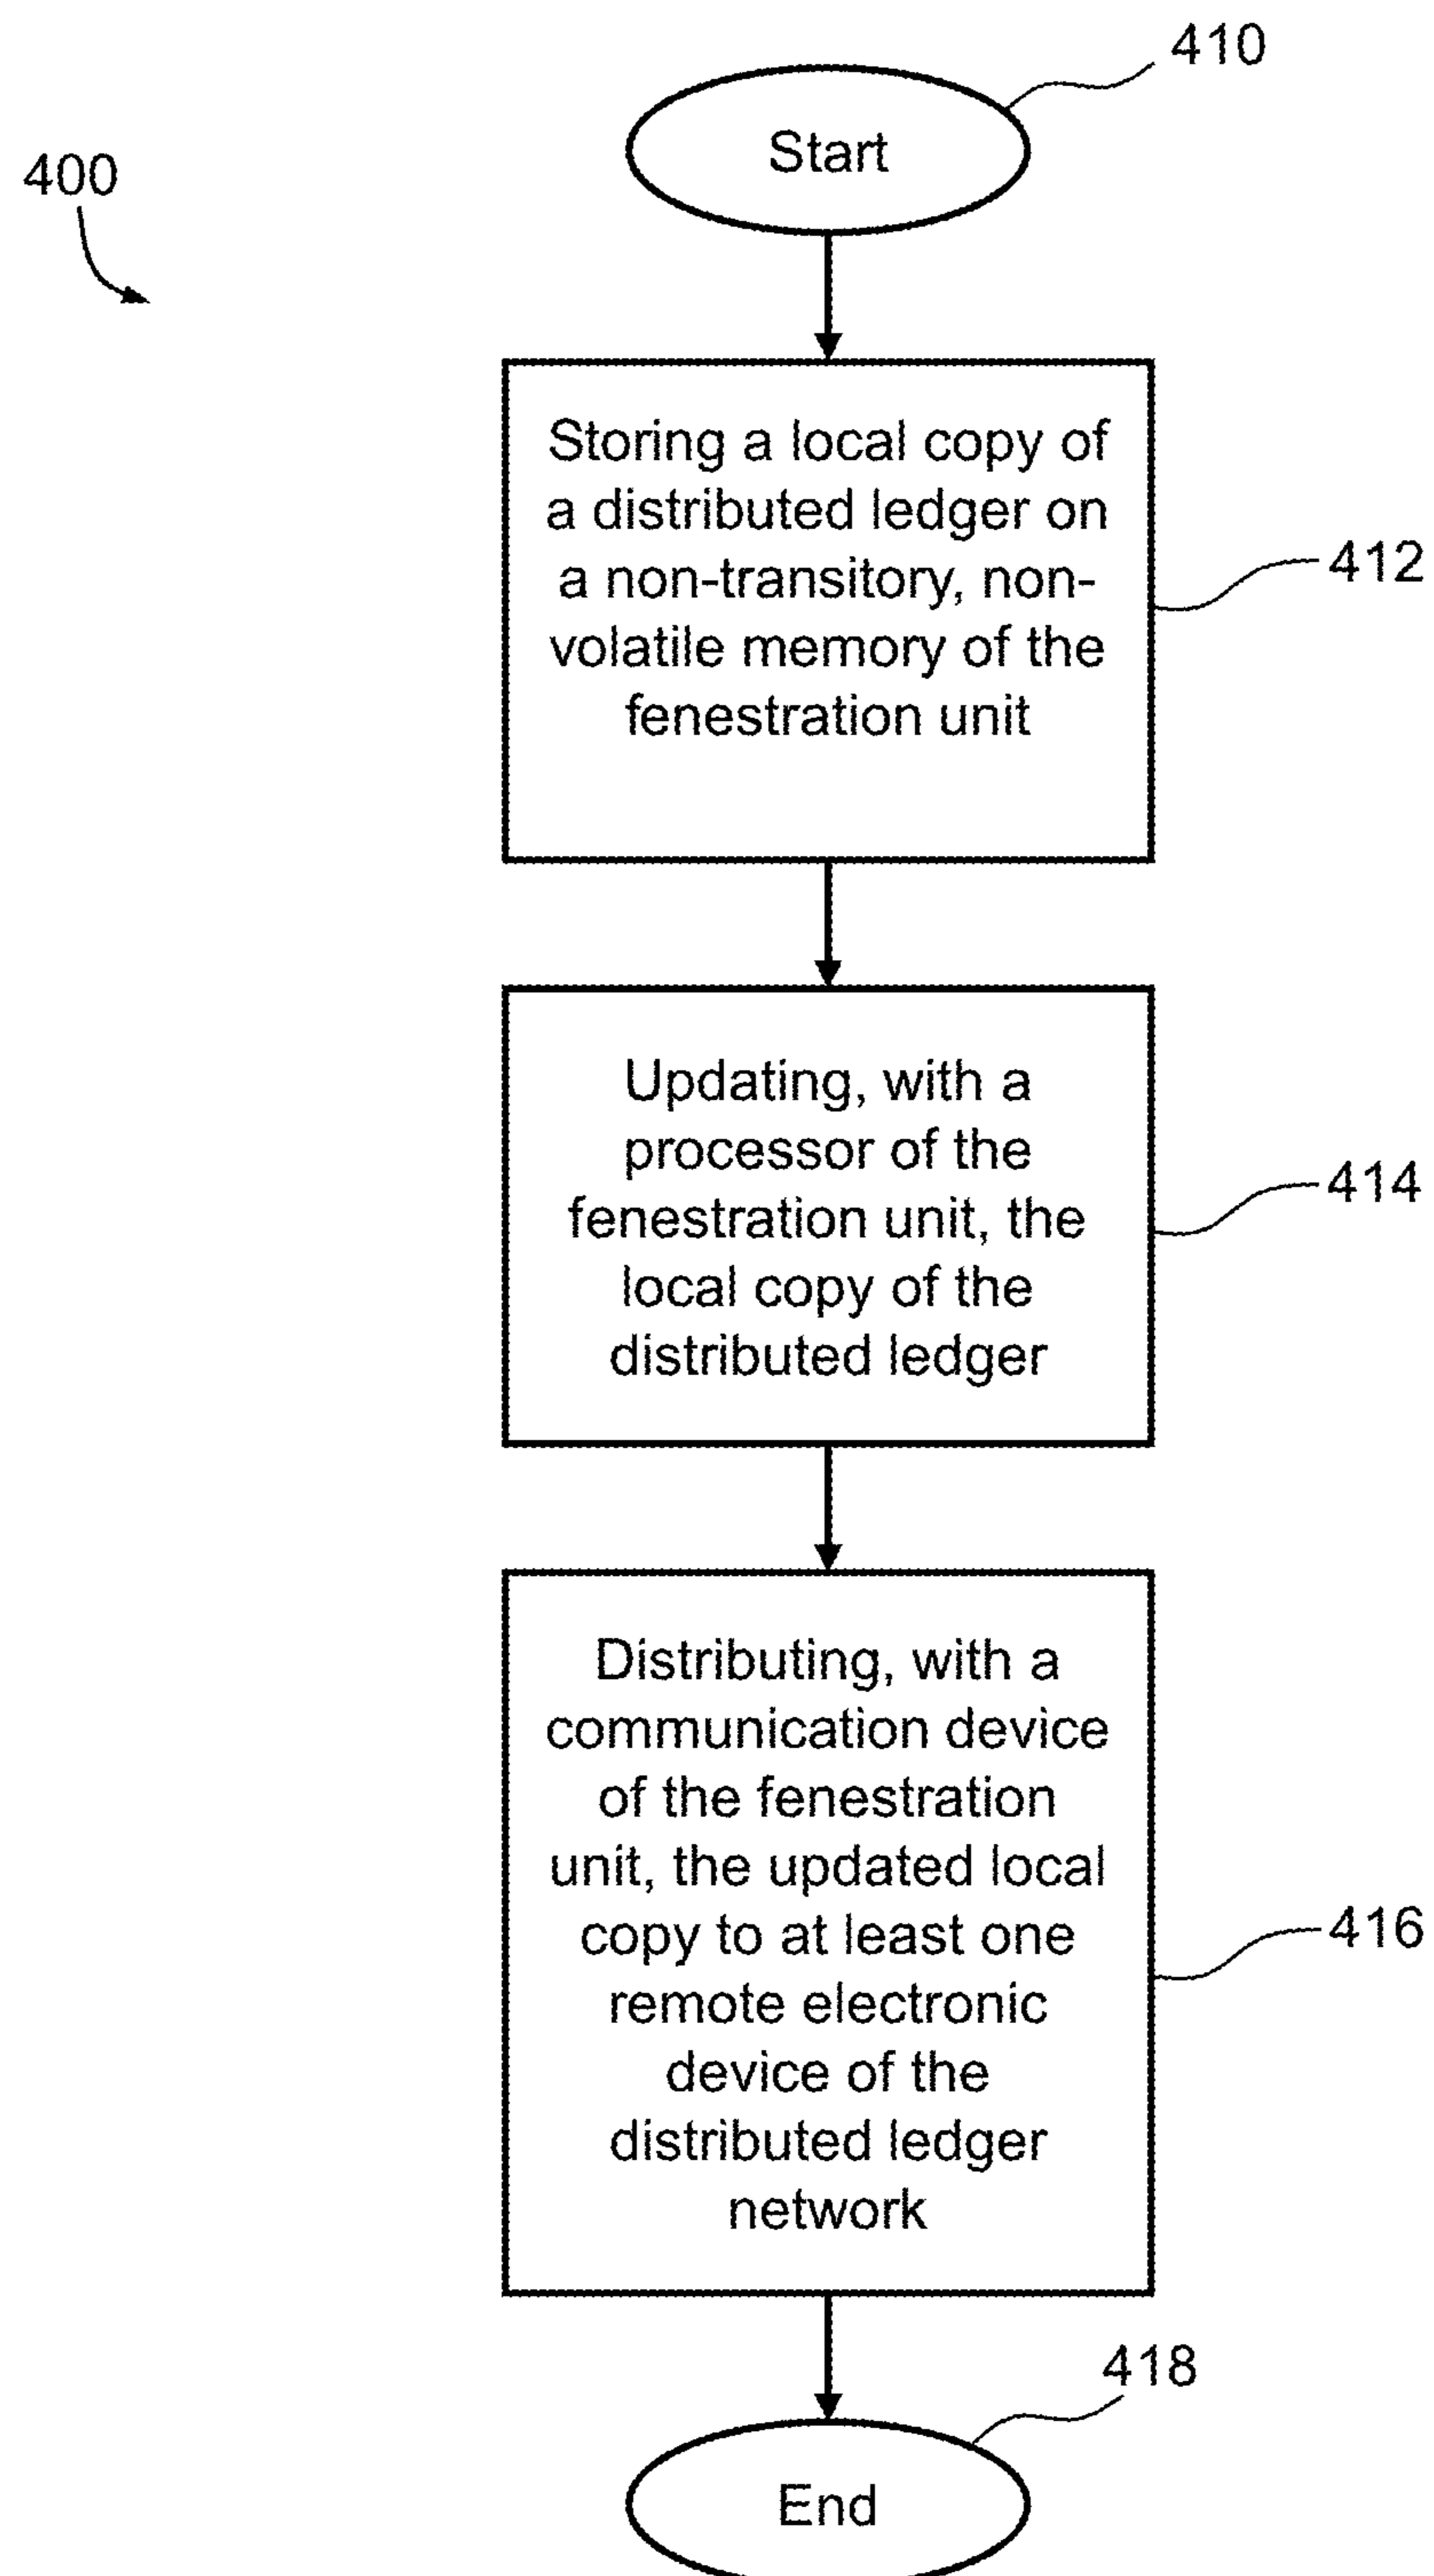 410
Start
400
Storing a local copy of
a distributed ledger on
a non-transitory, non-
volatile memory of the
fenestration unit
412
Updating, with a
processor of the
fenestration unit, the
local copy of the
distributed ledger
414
Distributing, with a
communication device
of the fenestration
unit, the updated local
copy to at least one
remote electronic
device of the
distributed ledger
network
416
418
End